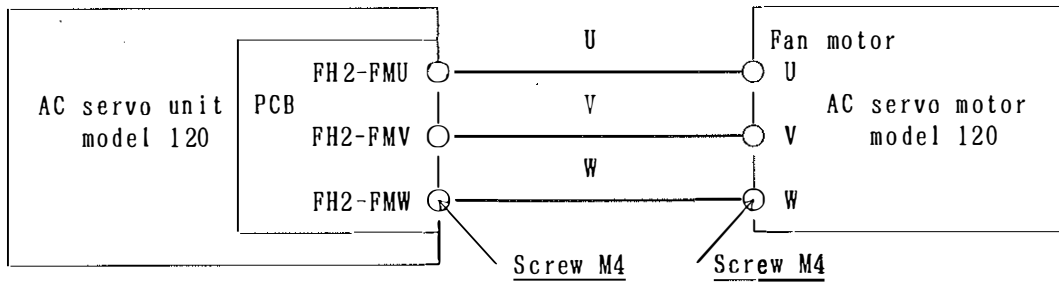 U
Fan motor
FH2-FMU
U
AC servo unit
model 120
PCB
V
AC servo motor
model 120
FH2-FMV
V
W
FH2-FMW
W
Screw M4
Screw M4